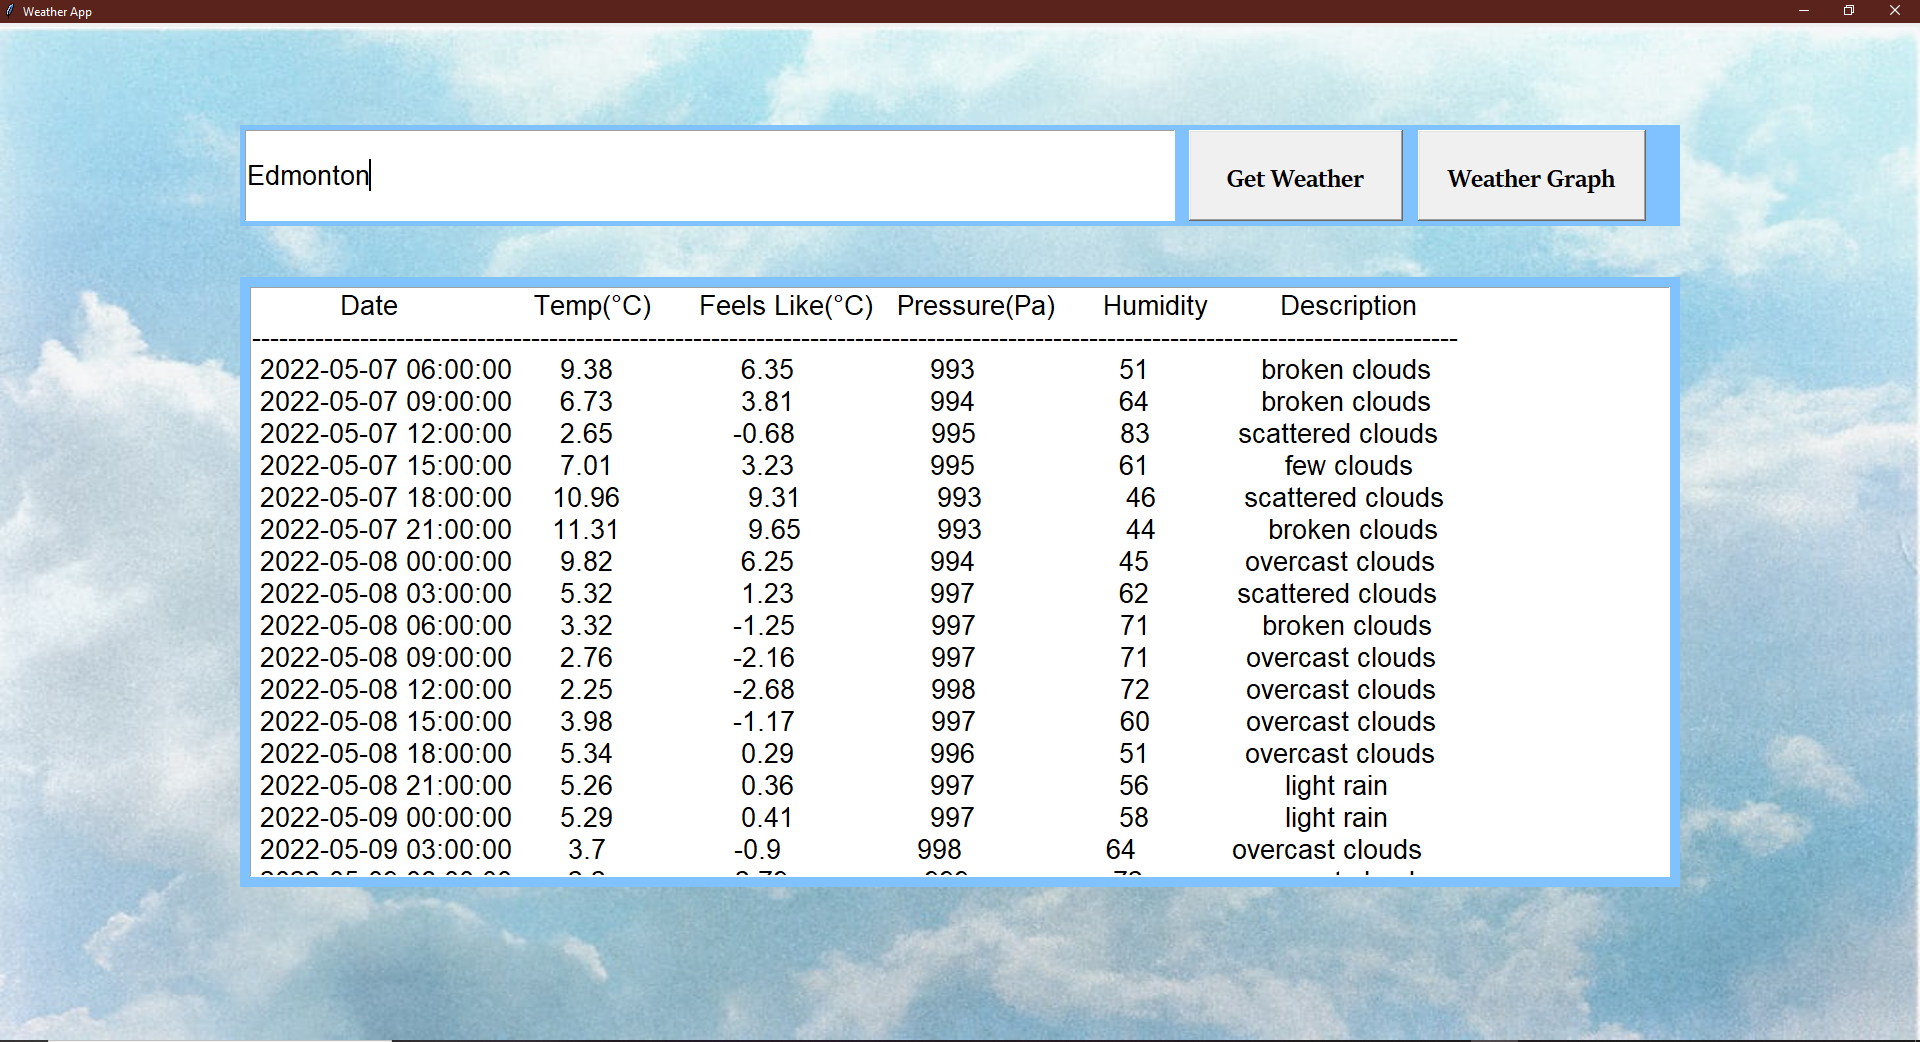 Weather App
Edmonton Get Weather Weather Graph
Date Temp(°C) Feels Like(°C) Pressure(Pa) Humidity Description
--------------------------------------------------------------------------------------------------------------------------------------
2022-05-07 06:00:00 9.38 6.35 993 51 broken clouds
2022-05-07 09:00:00 6.73 3.81 994 64 broken clouds
2022-05-07 12:00:00 2.65 -0.68 995 83 scattered clouds
2022-05-07 15:00:00 7.01 3.23 995 61 few clouds
2022-05-07 18:00:00 10.96 9.31 993 46 scattered clouds
2022-05-07 21:00:00 11.31 9.65 993 44 broken clouds
2022-05-08 00:00:00 9.82 6.25 994 45 overcast clouds
2022-05-08 03:00:00 5.32 1.23 997 62 scattered clouds
2022-05-08 06:00:00 3.32 -1.25 997 71 broken clouds
2022-05-08 09:00:00 2.76 -2.16 997 71 overcast clouds
2022-05-08 12:00:00 2.25 -2.68 998 72 overcast clouds
2022-05-08 15:00:00 3.98 -1.17 997 60 overcast clouds
2022-05-08 18:00:00 5.34 0.29 996 51 overcast clouds
2022-05-08 21:00:00 5.26 0.36 997 56 light rain
2022-05-09 00:00:00 5.29 0.41 997 58 light rain
2022-05-09 03:00:00 3.7 -0.9 998 64 overcast clouds